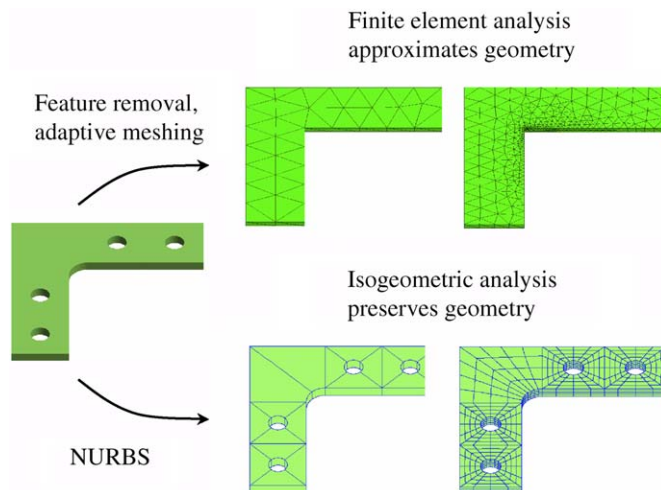 Finite element analysis
approximates geometry
Feature removal,
adaptive meshing
Isogeometric analysis
preserves geometry
NURBS